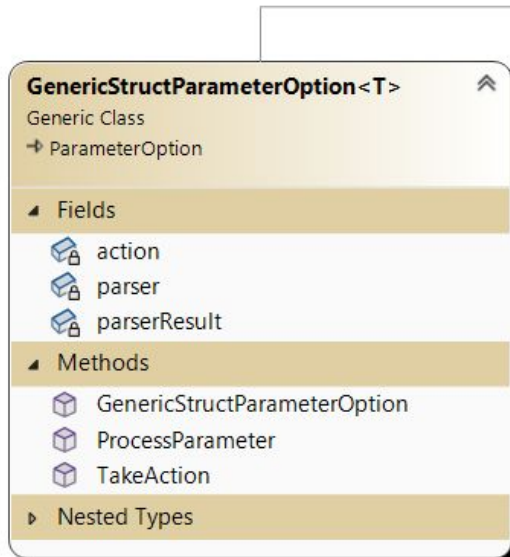 GenericStructParameterOption<T>
Generic Class
ParameterOption
Fields
action
parser
parserResult
Methods
GenericStructParameterOption
ProcessParameter
TakeAction
Nested Types